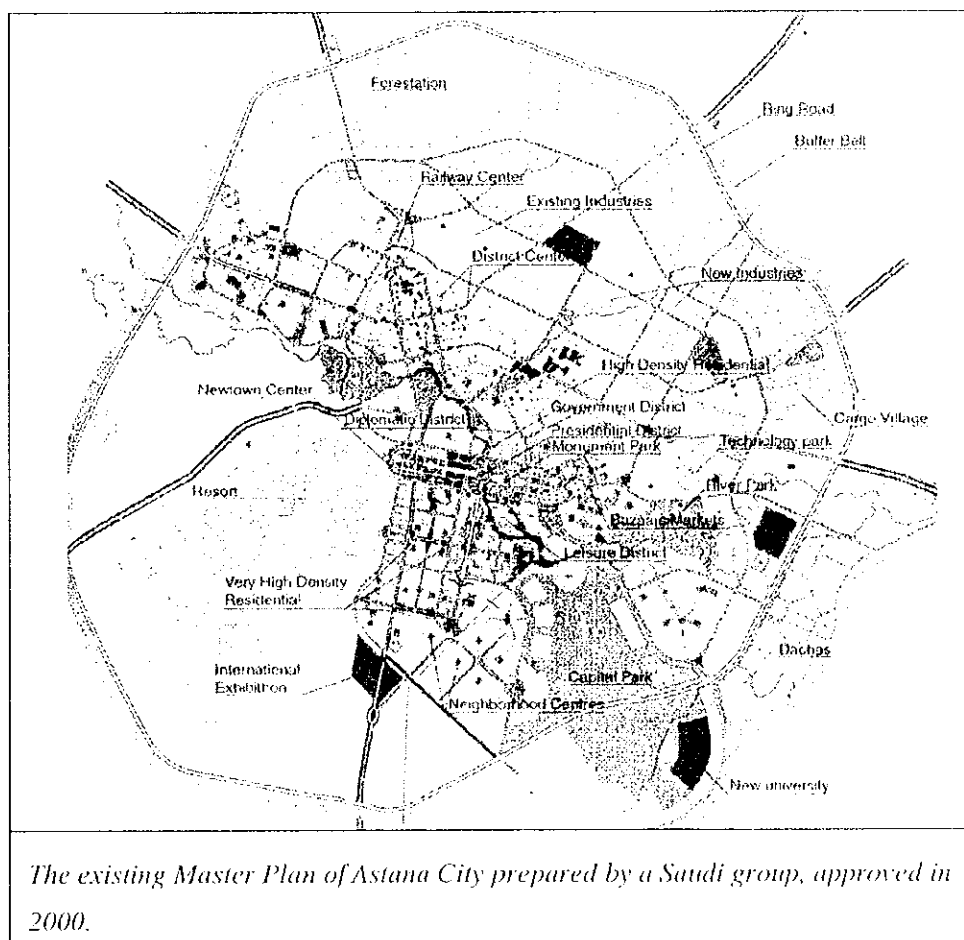 Forestation
Ring Road
Buffer Belt
Railway Center
Existing Industries
District Center
New Industries
High Density Residential
Newtown Center
Government District
Diplomatic District
Presidential District
Cargo Village
Monument Park
Technology park
River Park
Resort
Bazaars Markets
Leisure District
Very High Density
Residential
Dachas
International
Exhibition
Capital Park
Neighborhood Centres
New university
The existing Master Plan of Astana City prepared by a Saudi group, approved in
2000.